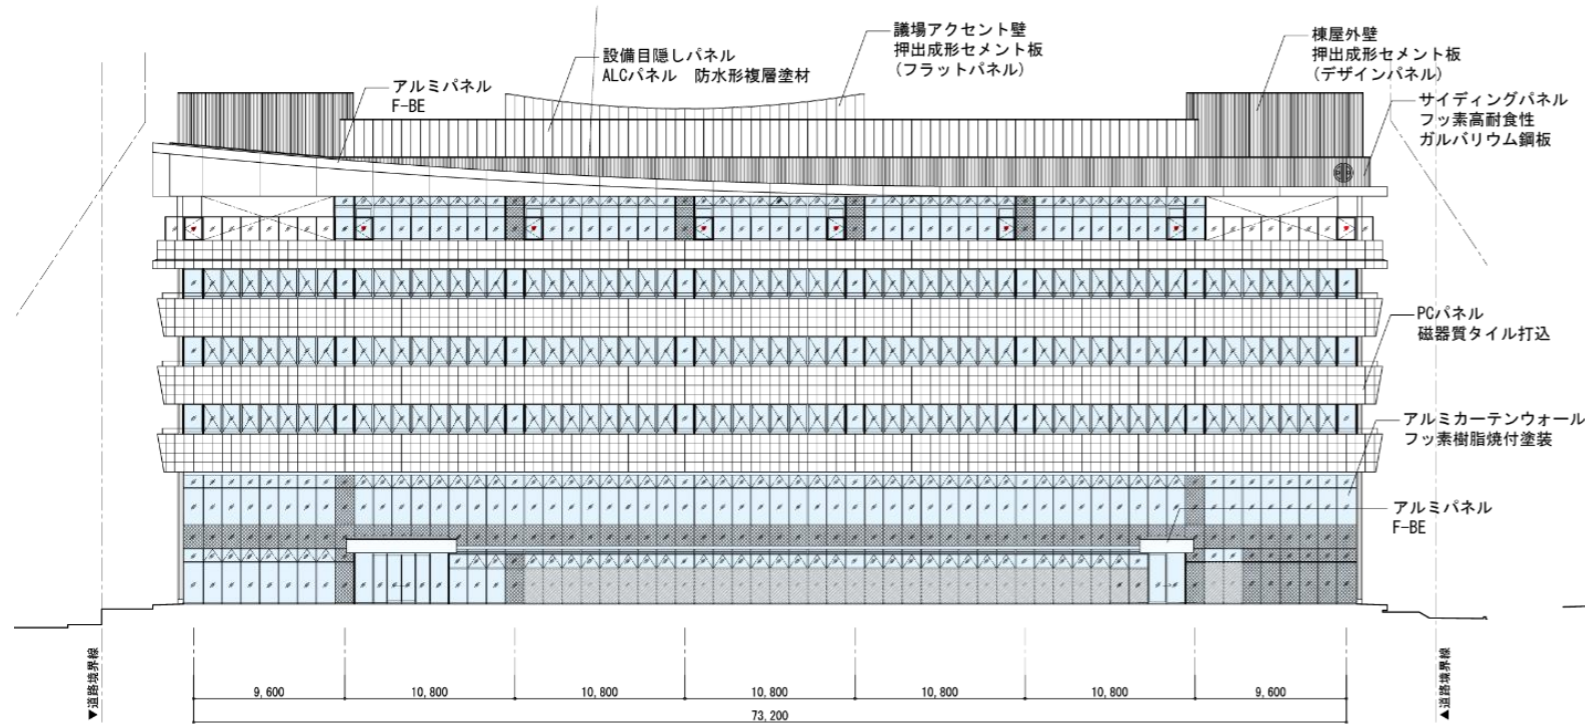 議場アクセント壁
押出成形セメント板
(フラットパネル)
棟屋外壁
押出成形セメント板
(デザインパネル)
設備目隠しパネル
ALCパネル 防水形複層塗材
アルミパネル
F-BE
サイディングパネル
フッ素高耐食性
ガルバリウム鋼板
PCパネル
磁器質タイル打込
アルミカーテンウォール
フッ素樹脂焼付塗装
アルミパネル
F-BE
▼道路境界線
▲道路境界線
9,600
10,800
10,800
10,800
10,800
10,800
9,600
73,200